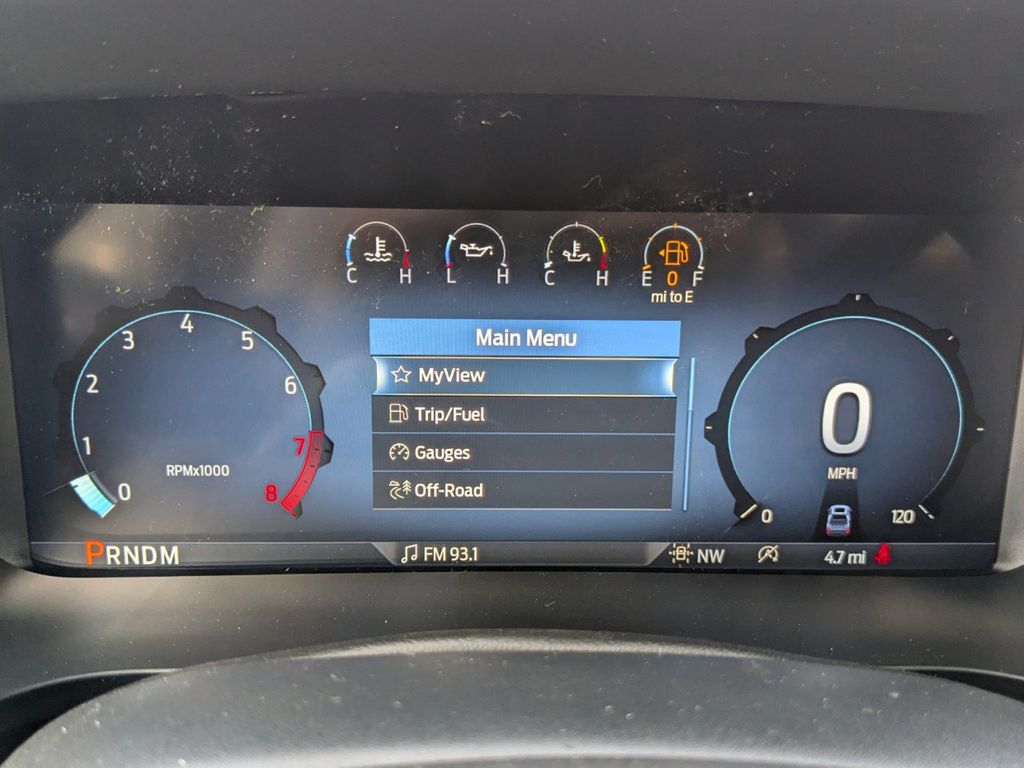 C H
L H
C H
E 0 F
mi to E
Main Menu
MyView
Trip/Fuel
Gauges
Off-Road
0
1
2
3
4
5
6
7
8
RPMx1000
0
MPH
0
120
PRNDM
FM 93.1
NW
4.7 mi